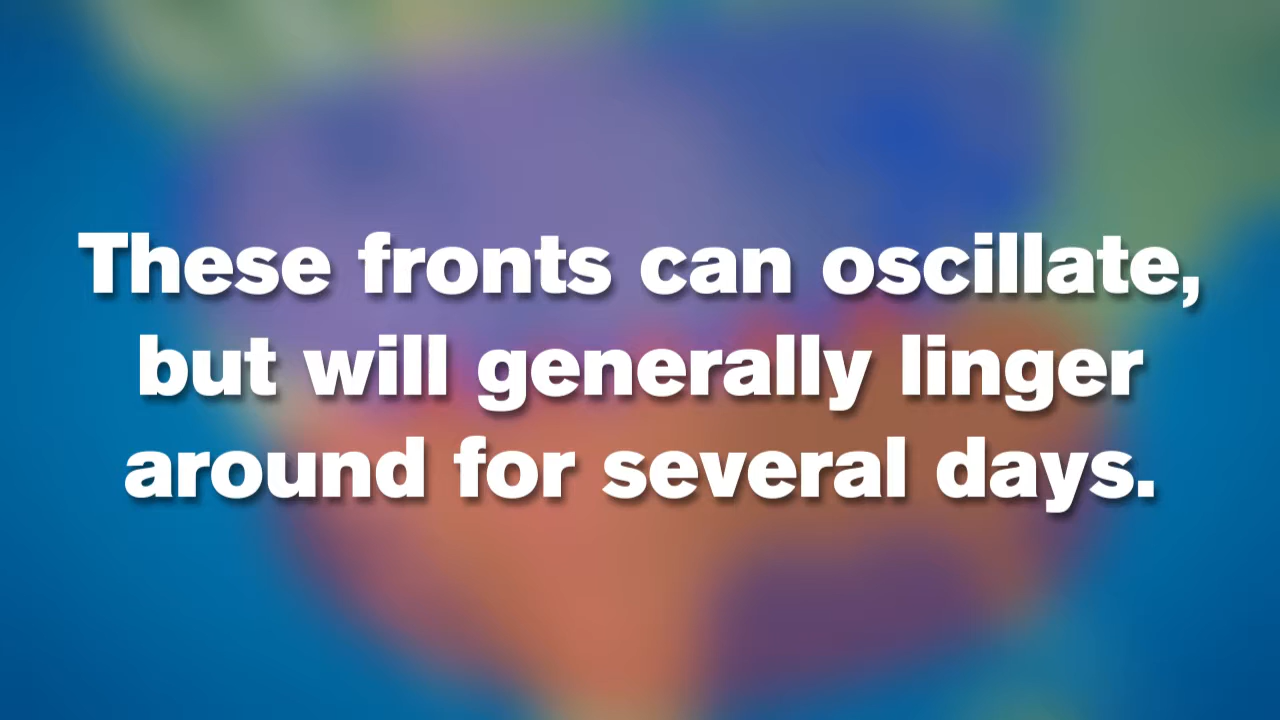 These fronts can oscillate,
but will generally linger
around for several days.